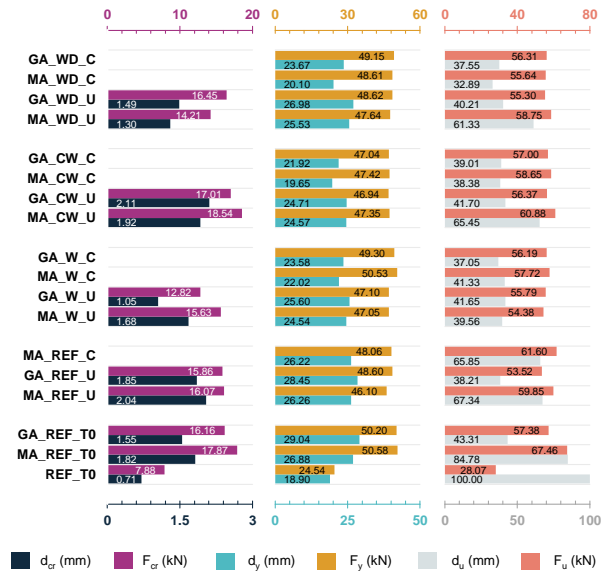 0 10 20 0 30 60 0 40 80
GA_WD_C 49.15 56.31
23.67 37.55
MA_WD_C 48.61 55.64
20.10 32.89
GA_WD_U 16.45 48.62 55.30
1.49 26.98 40.21
MA_WD_U 14.21 47.64 58.75
1.30 25.53 61.33
GA_CW_C 47.04 57.00
21.92 39.01
MA_CW_C 47.42 58.65
19.65 38.38
GA_CW_U 17.01 46.94 56.37
2.11 24.71 41.70
MA_CW_U 18.54 47.35 60.88
1.92 24.57 65.45
GA_W_C 49.30 56.19
23.58 37.05
MA_W_C 50.53 57.72
22.02 41.33
GA_W_U 12.82 47.10 55.79
1.05 25.60 41.65
MA_W_U 15.63 47.05 54.38
1.68 24.54 39.56
MA_REF_C 48.06 61.60
26.22 65.85
GA_REF_U 15.86 48.60 53.52
1.85 28.45 38.21
MA_REF_U 16.07 46.10 59.85
2.04 26.26 67.34
GA_REF_T0 16.16 50.20 57.38
1.55 29.04 43.31
MA_REF_T0 17.87 50.58 67.46
1.82 26.88 84.78
REF_T0 7.88 24.54 28.07
0.71 18.90 100.00
0 1.5 3 0 25 50 0 50 100
d_cr (mm) F_cr (kN) d_y (mm) F_y (kN) d_u (mm) F_u (kN)